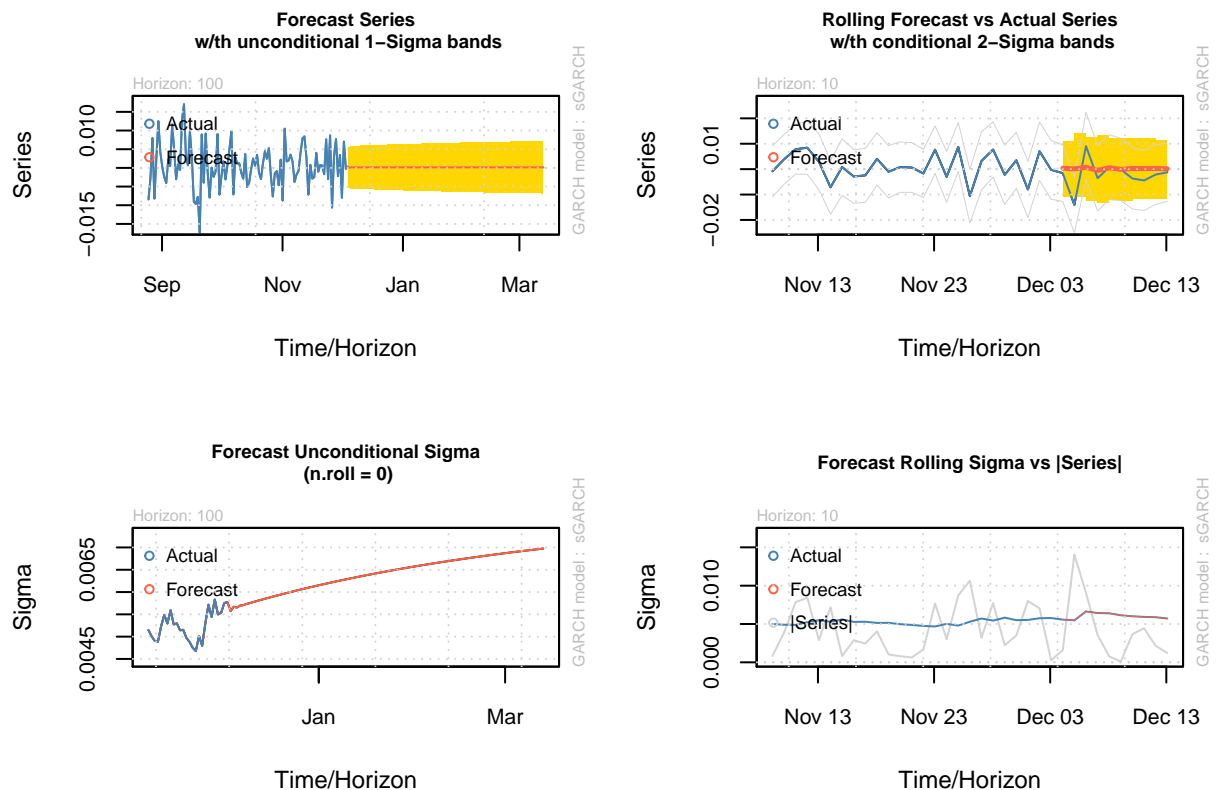 Forecast Series
w/th unconditional 1−Sigma bands
Horizon: 100
GARCH model : sGARCH
Series
0.010
−0.015
Actual
Forecast
Sep Nov Jan Mar
Time/Horizon
Rolling Forecast vs Actual Series
w/th conditional 2−Sigma bands
Horizon: 10
GARCH model : sGARCH
Series
0.01
−0.02
Actual
Forecast
Nov 13 Nov 23 Dec 03 Dec 13
Time/Horizon
Forecast Unconditional Sigma
(n.roll = 0)
Horizon: 100
GARCH model : sGARCH
Sigma
0.0065
0.0045
Actual
Forecast
Jan Mar
Time/Horizon
Forecast Rolling Sigma vs |Series|
Horizon: 10
GARCH model : sGARCH
Sigma
0.010
0.000
Actual
Forecast
|Series|
Nov 13 Nov 23 Dec 03 Dec 13
Time/Horizon